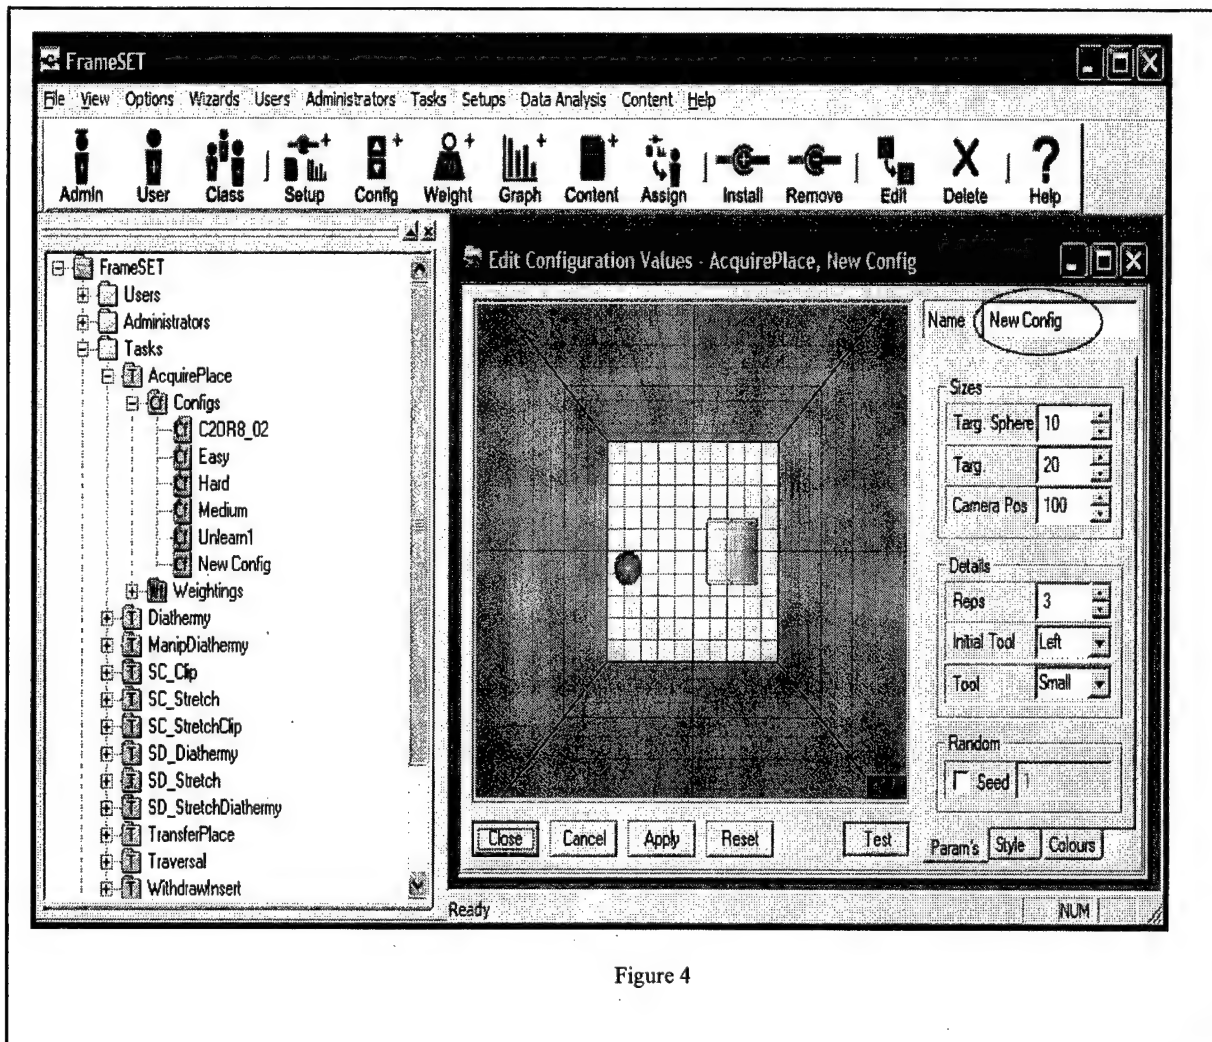 FrameSET
File View Options Wizards Users Administrators Tasks Setups Data Analysis Content Help
Admin User Class Setup Config Weight Graph Content Assign Install Remove Edit Delete Help
FrameSET
Users
Administrators
Tasks
AcquirePlace
Configs
C2DR8_02
Easy
Hard
Medium
Unlearn1
New Config
Weightings
Diathermy
ManipDiathermy
SC_Clip
SC_Stretch
SC_StretchClip
SD_Diathermy
SD_Stretch
SD_StretchDiathermy
TransferPlace
Traversal
WithdrawInsert
Edit Configuration Values - AcquirePlace, New Config
Name New Config
Sizes
Targ. Sphere 10
Targ. 20
Camera Pos 100
Details
Reps 3
Initial Tool Left
Tool Small
Random
Seed 1
Close Cancel Apply Reset Test
Param's Style Colours
Ready NUM
Figure 4